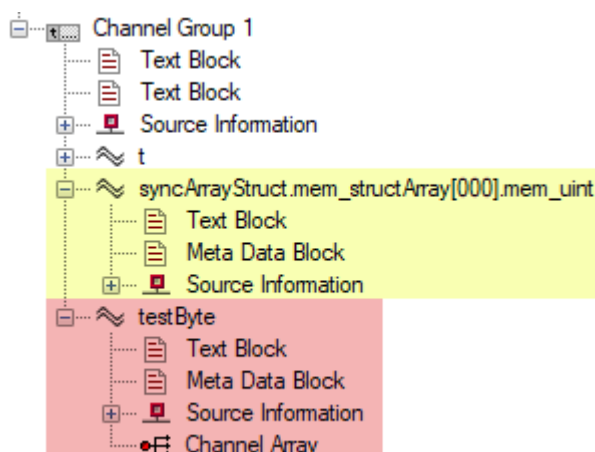 Channel Group 1
Text Block
Text Block
Source Information
t
syncArrayStruct.mem_structArray[000].mem_uint
Text Block
Meta Data Block
Source Information
testByte
Text Block
Meta Data Block
Source Information
Channel Array